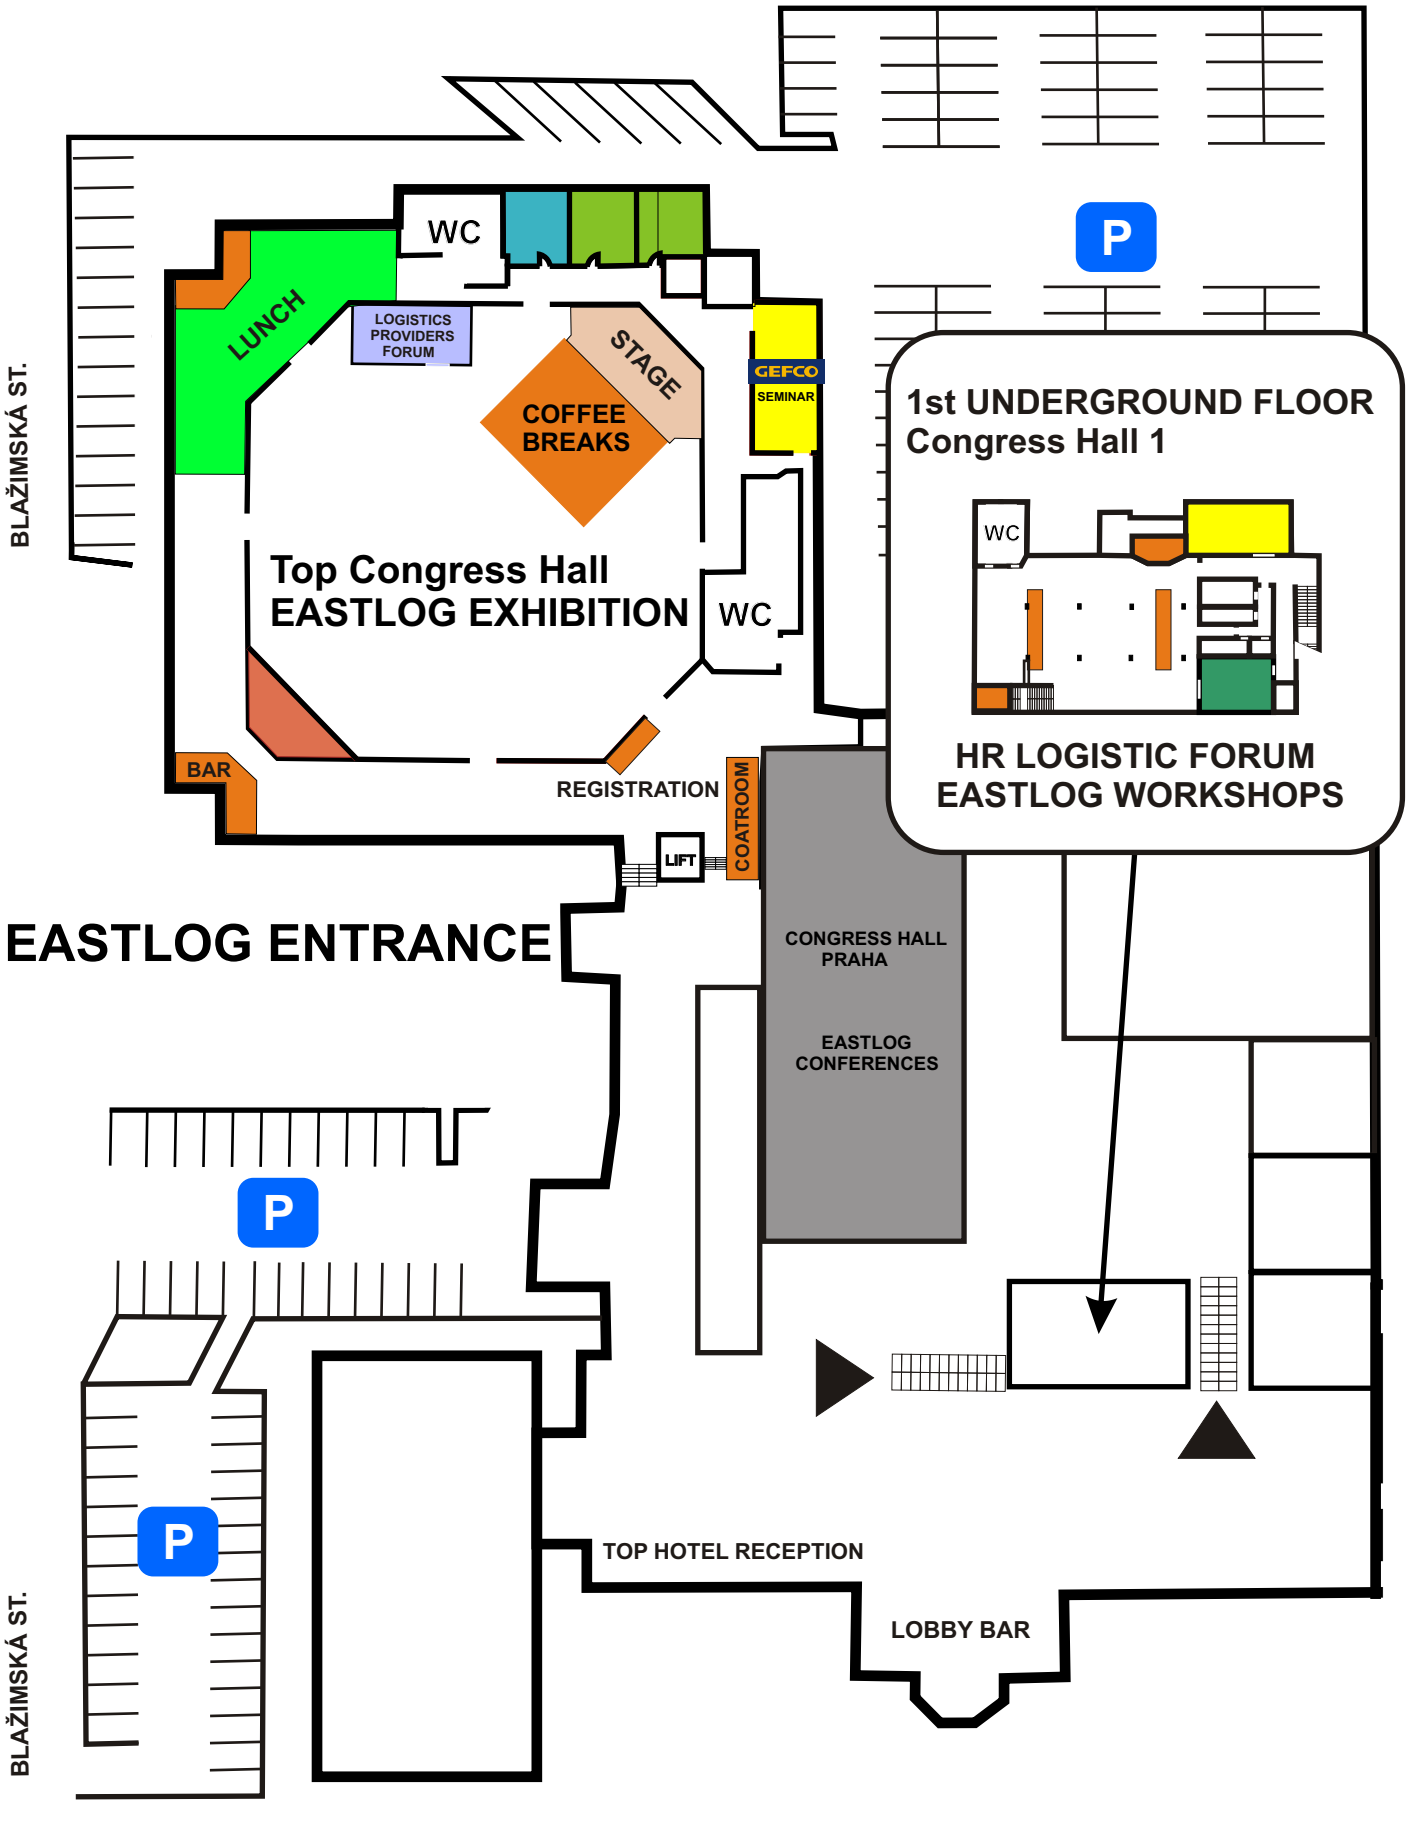 P
WC
LUNCH
LOGISTICS
PROVIDERS
FORUM
STAGE
COFFEE
BREAKS
GEFCO
SEMINAR
BLAŽIMSKÁ ST.
1st UNDERGROUND FLOOR
Congress Hall 1
WC
HR LOGISTIC FORUM
EASTLOG WORKSHOPS
Top Congress Hall
EASTLOG EXHIBITION
WC
BAR
REGISTRATION
COATROOM
LIFT
EASTLOG ENTRANCE
CONGRESS HALL
PRAHA
EASTLOG
CONFERENCES
P
P
TOP HOTEL RECEPTION
LOBBY BAR
BLAŽIMSKÁ ST.